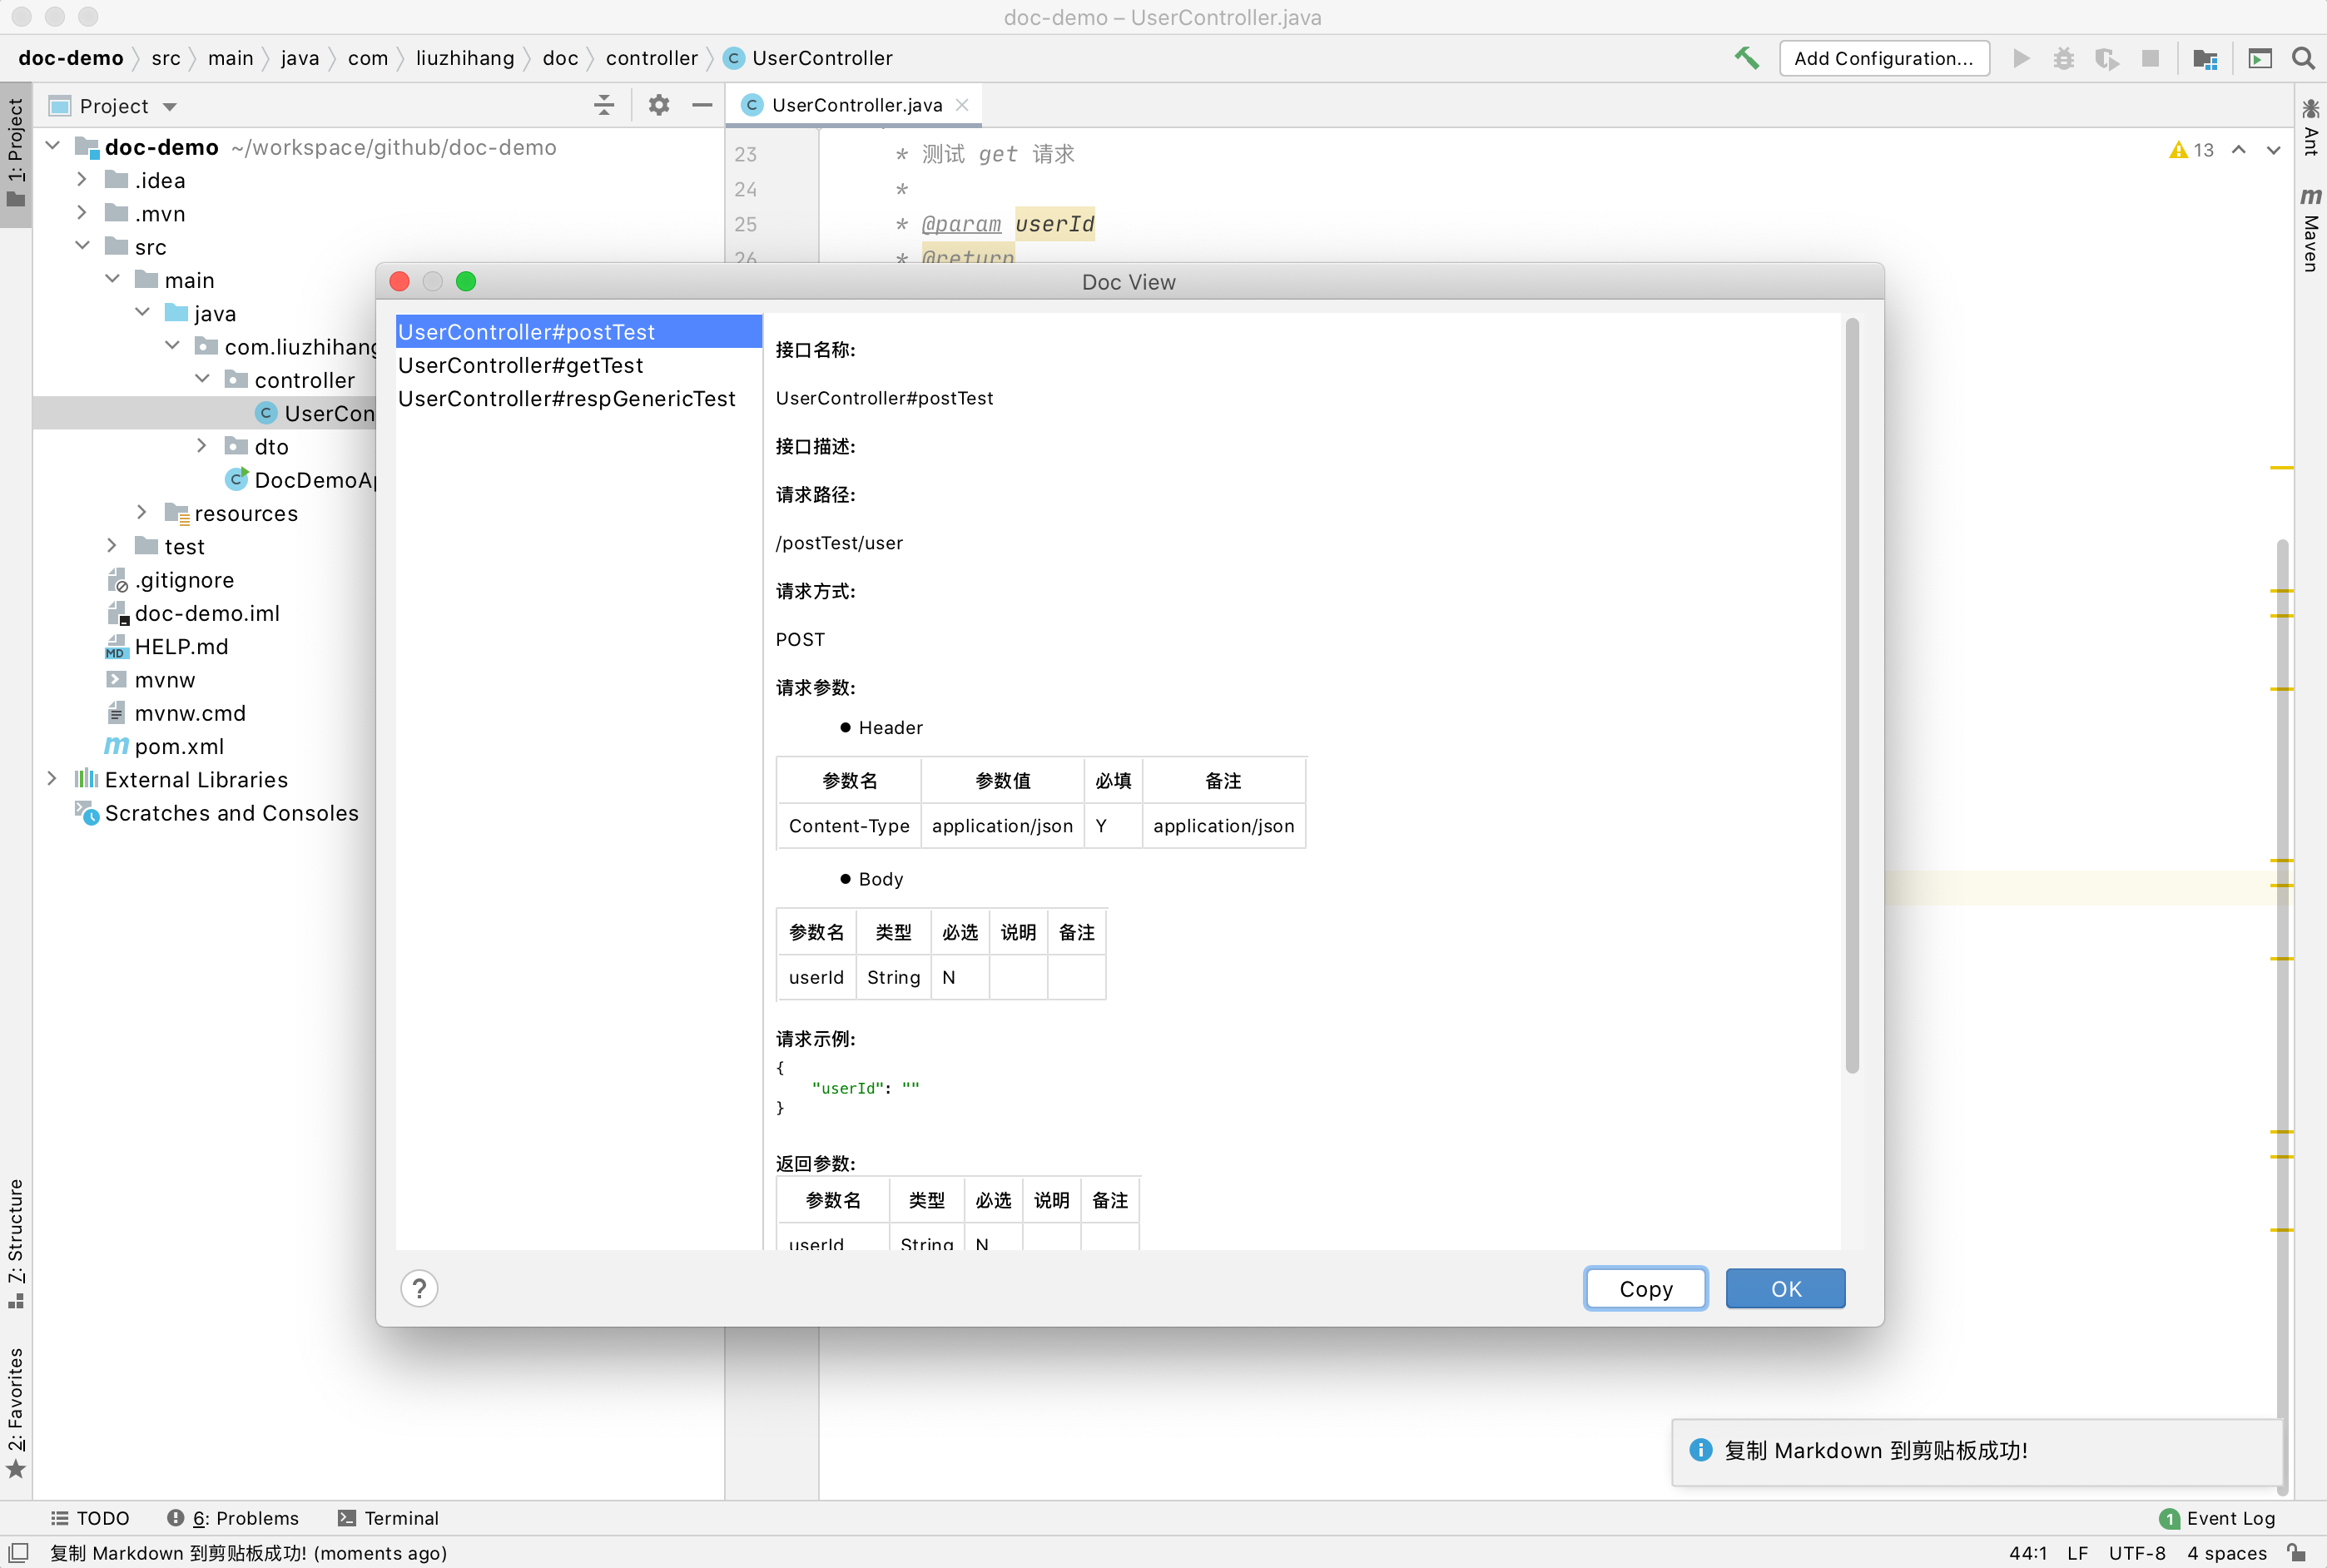 doc-demo – UserController.java
doc-demo src main java com liuzhihang doc controller UserController
Add Configuration...
Project
UserController.java
1: Project
doc-demo ~/workspace/github/doc-demo
.idea
.mvn
src
main
java
com.liuzhihang
controller
UserCon
dto
DocDemoAp
resources
test
.gitignore
doc-demo.iml
HELP.md
mvnw
mvnw.cmd
pom.xml
External Libraries
Scratches and Consoles
7: Structure
2: Favorites
23 * 测试 get 请求
24 *
25 * @param userId
26 * @return
13
Ant
Maven
Doc View
UserController#postTest
UserController#getTest
UserController#respGenericTest
接口名称:
UserController#postTest
接口描述:
请求路径:
/postTest/user
请求方式:
POST
请求参数:
Header
参数名 参数值 必填 备注
Content-Type application/json Y application/json
Body
参数名 类型 必选 说明 备注
userId String N
请求示例:
{
"userId": ""
}
返回参数:
参数名 类型 必选 说明 备注
userId String N
?
Copy OK
复制 Markdown 到剪贴板成功!
TODO 6: Problems Terminal
1 Event Log
复制 Markdown 到剪贴板成功! (moments ago)
44:1 LF UTF-8 4 spaces